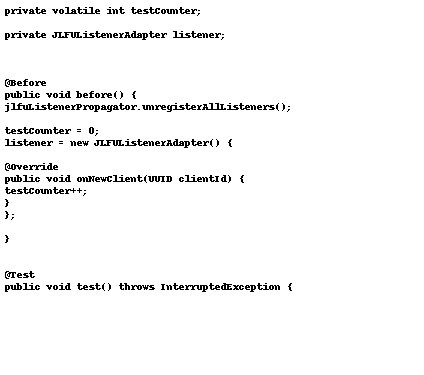 private volatile int testCounter;
private JLFUListenerAdapter listener;
@Before
public void before() {
jlfuListenerPropagator.unregisterAllListeners();
testCounter = 0;
listener = new JLFUListenerAdapter() {
@Override
public void onNewClient(UUID clientId) {
testCounter++;
}
};
}
@Test
public void test() throws InterruptedException {